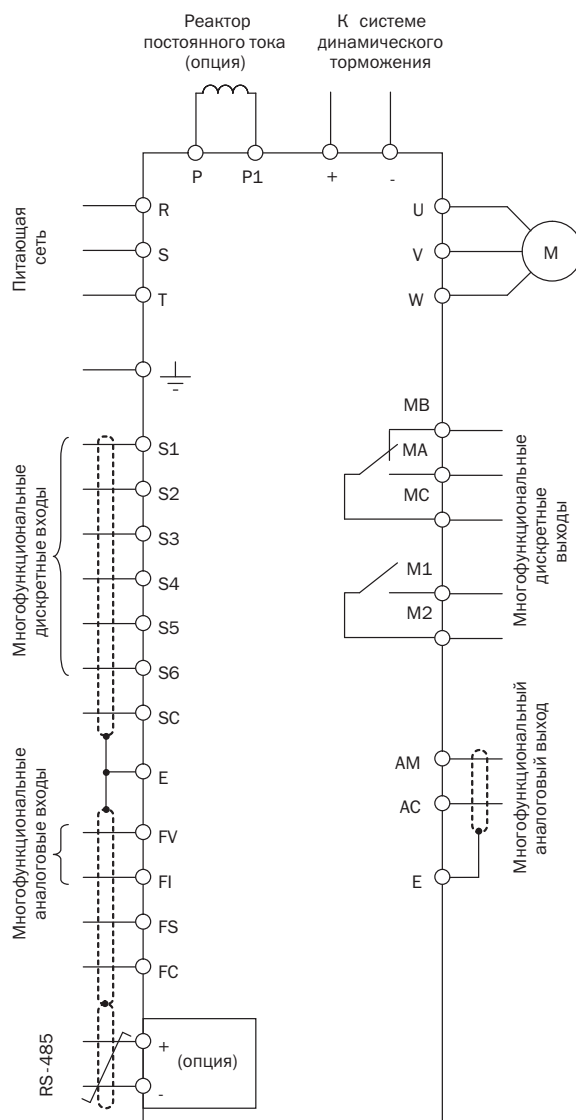 Реактор
постоянного тока
(опция)
К системе
динамического
торможения
P
P1
+
-
Питающая
сеть
R
S
T
U
V
W
M
Многофункциональные
дискретные входы
S1
S2
S3
S4
S5
S6
SC
E
MB
MA
MC
M1
M2
Многофункциональные
дискретные
выходы
Многофункциональные
аналоговые входы
FV
FI
FS
FC
AM
AC
E
Многофункциональный
аналоговый выход
RS-485
+
(опция)
-